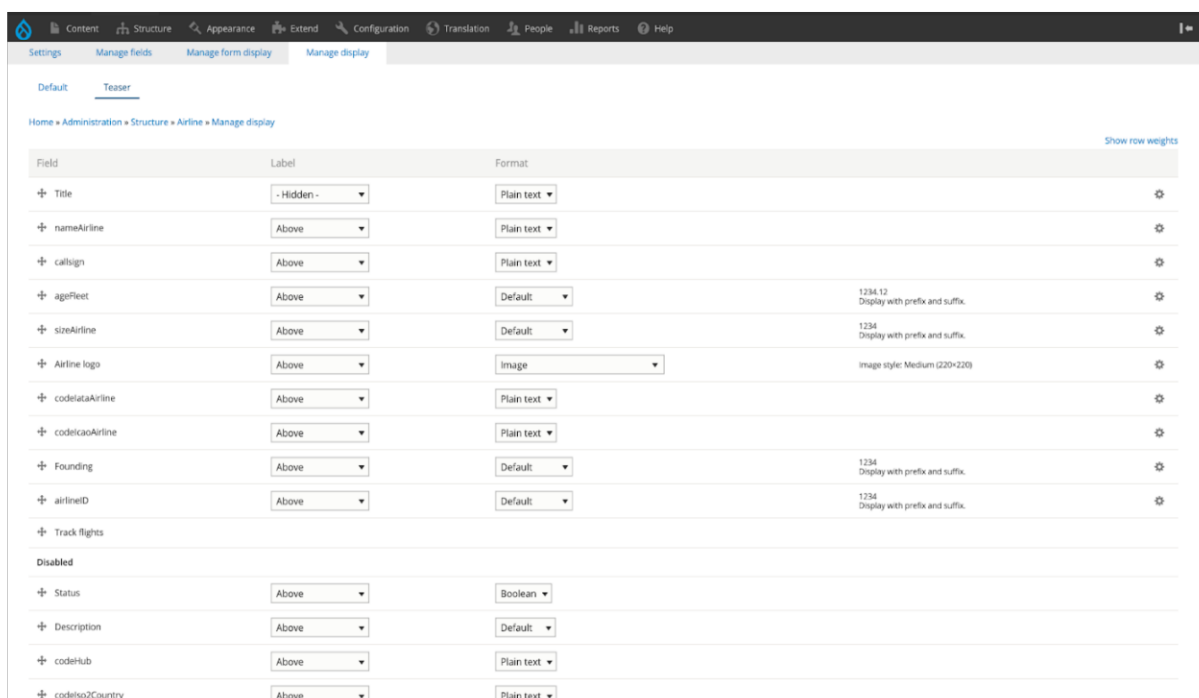 Content Structure Appearance Extend Configuration Translation People Reports Help
Settings Manage fields Manage form display Manage display
Default Teaser
Home » Administration » Structure » Airline » Manage display
Show row weights
Field Label Format
Title - Hidden - Plain text
nameAirline Above Plain text
callsign Above Plain text
ageFleet Above Default 1234.12
Display with prefix and suffix.
sizeAirline Above Default 1234
Display with prefix and suffix.
Airline logo Above Image Image style: Medium (220×220)
codeIataAirline Above Plain text
codeIcaoAirline Above Plain text
Founding Above Default 1234
Display with prefix and suffix.
airlineID Above Default 1234
Display with prefix and suffix.
Track flights
Disabled
Status Above Boolean
Description Above Default
codeHub Above Plain text
codeIso2Country Above Plain text